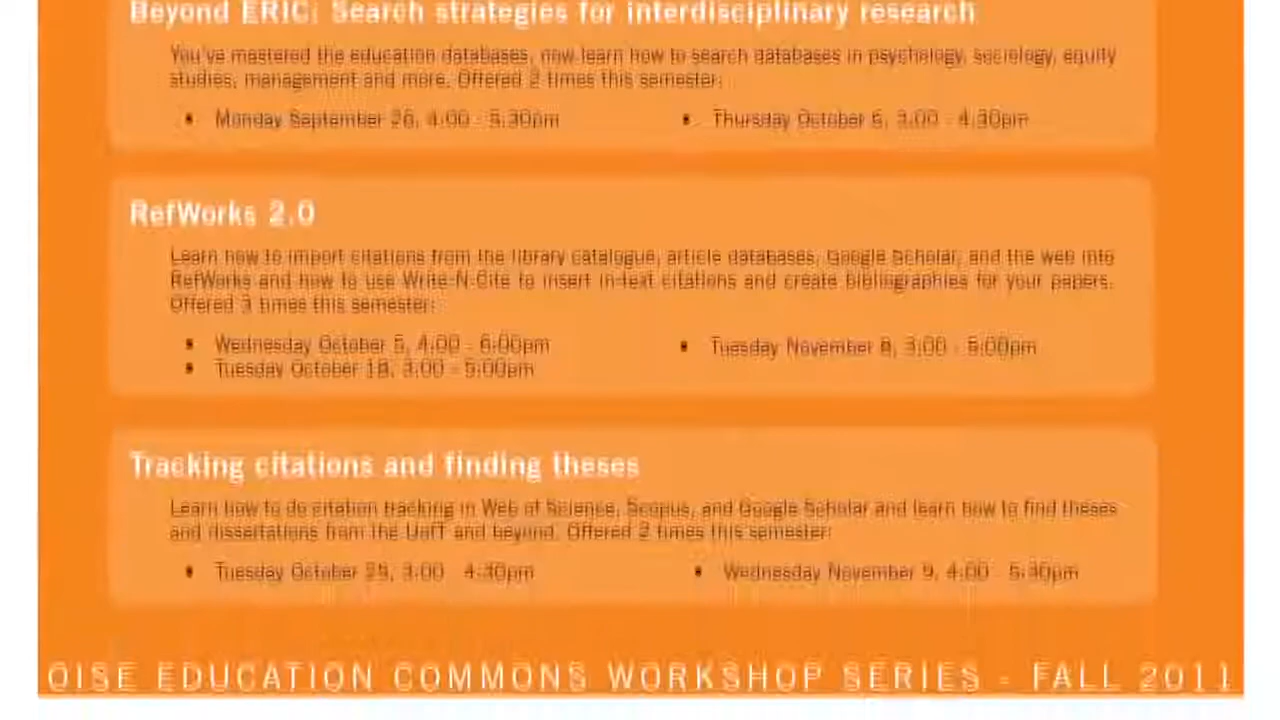 Beyond ERIC: Search strategies for interdisciplinary research
You've mastered the education databases, now learn how to search databases in psychology, sociology, equity
studies, management and more. Offered 2 times this semester:
• Monday September 26, 4:00 - 5:30pm
• Thursday October 6, 3:00 - 4:30pm
RefWorks 2.0
Learn how to import citations from the library catalogue, article databases, Google Scholar, and the web into
RefWorks and how to use Write-N-Cite to insert in-text citations and create bibliographies for your papers.
Offered 3 times this semester:
• Wednesday October 5, 4:00 - 6:00pm
• Tuesday November 8, 3:00 - 5:00pm
• Tuesday October 18, 3:00 - 5:00pm
Tracking citations and finding theses
Learn how to do citation tracking in Web of Science, Scopus, and Google Scholar and learn how to find theses
and dissertations from the UofT and beyond. Offered 2 times this semester:
• Tuesday October 25, 3:00 - 4:30pm
• Wednesday November 9, 4:00 - 5:30pm
OISE EDUCATION COMMONS WORKSHOP SERIES - FALL 2011